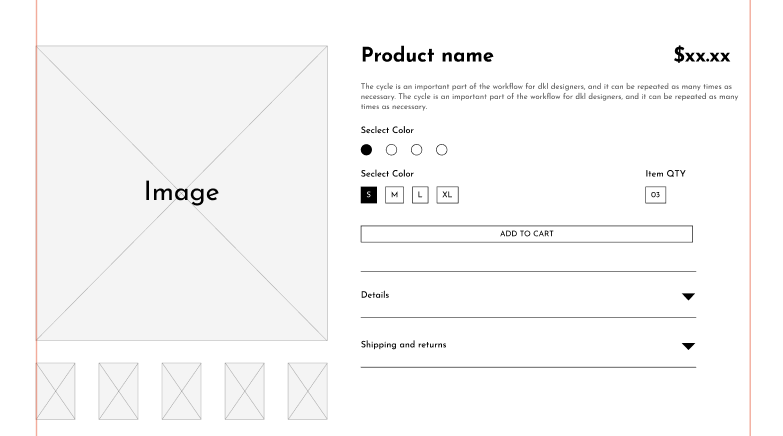 Product name
$xx.xx
The cycle is an important part of the workflow for dkl designers, and it can be repeated as many times as
necessary. The cycle is an important part of the workflow for dkl designers, and it can be repeated as many
times as necessary.
Seclect Color
Seclect Color
Item QTY
S M L XL
03
ADD TO CART
Details
Shipping and returns
Image